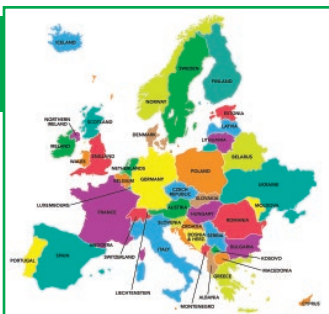 ICELAND
SWEDEN
FINLAND
NORWAY
ESTONIA
SCOTLAND
NORTHERN
IRELAND
DENMARK
LATVIA
LITHUANIA
IRELAND
ENGLAND
WALES
NETHERLANDS
BELARUS
POLAND
BELGIUM
GERMANY
LUXEMBOURG
CZECH
REPUBLIC
UKRAINE
SLOVAKIA
MOLDOVA
FRANCE
AUSTRIA
HUNGARY
SLOVENIA
ROMANIA
CROATIA
BOSNIA
& HERZ.
SERBIA
ANDORRA
SWITZERLAND
ITALY
BULGARIA
PORTUGAL
SPAIN
KOSOVO
MACEDONIA
LIECHTENSTEIN
GREECE
ALBANIA
MONTENEGRO
CYPRUS